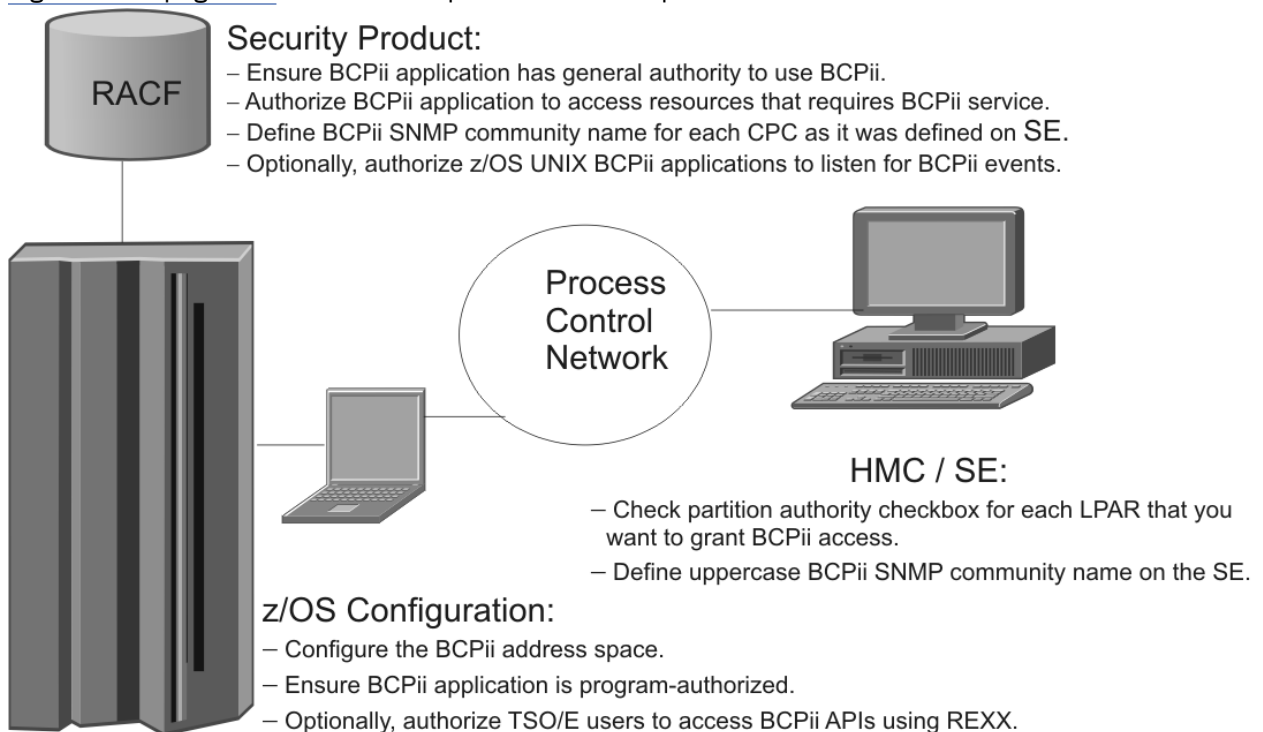 RACF
Security Product:
– Ensure BCPii application has general authority to use BCPii.
– Authorize BCPii application to access resources that requires BCPii service.
– Define BCPii SNMP community name for each CPC as it was defined on SE.
– Optionally, authorize z/OS UNIX BCPii applications to listen for BCPii events.
Process
Control
Network
HMC / SE:
– Check partition authority checkbox for each LPAR that you
want to grant BCPii access.
– Define uppercase BCPii SNMP community name on the SE.
z/OS Configuration:
– Configure the BCPii address space.
– Ensure BCPii application is program-authorized.
– Optionally, authorize TSO/E users to access BCPii APIs using REXX.